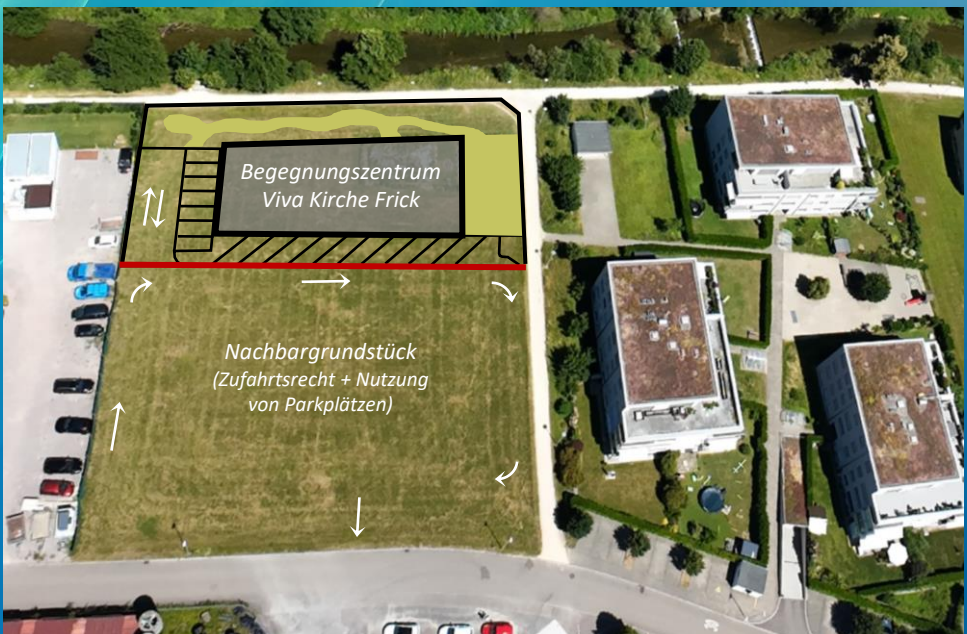 Begegnungszentrum
Viva Kirche Frick
Nachbargrundstück
(Zufahrtsrecht + Nutzung
von Parkplätzen)